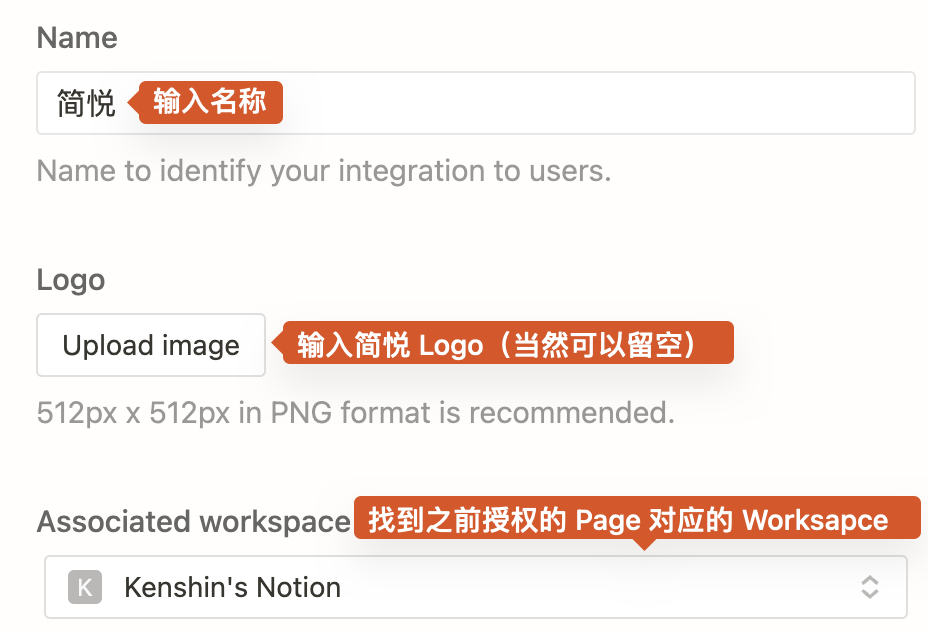 Name
简悦 输入名称
Name to identify your integration to users.
Logo
Upload image 输入简悦 Logo（当然可以留空）
512px x 512px in PNG format is recommended.
Associated workspace 找到之前授权的 Page 对应的 Worksapce
K Kenshin's Notion